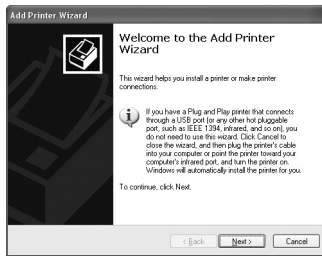 Add Printer Wizard
Welcome to the Add Printer
Wizard
This wizard helps you install a printer or make printer
connections.
If you have a Plug and Play printer that connects
through a USB port (or any other hot pluggable
port, such as IEEE 1394, infrared, and so on), you
do not need to use this wizard. Click Cancel to
close the wizard, and then plug the printer's cable
into your computer or point the printer toward your
computer's infrared port, and turn the printer on.
Windows will automatically install the printer for you.
To continue, click Next.
< Back Next > Cancel